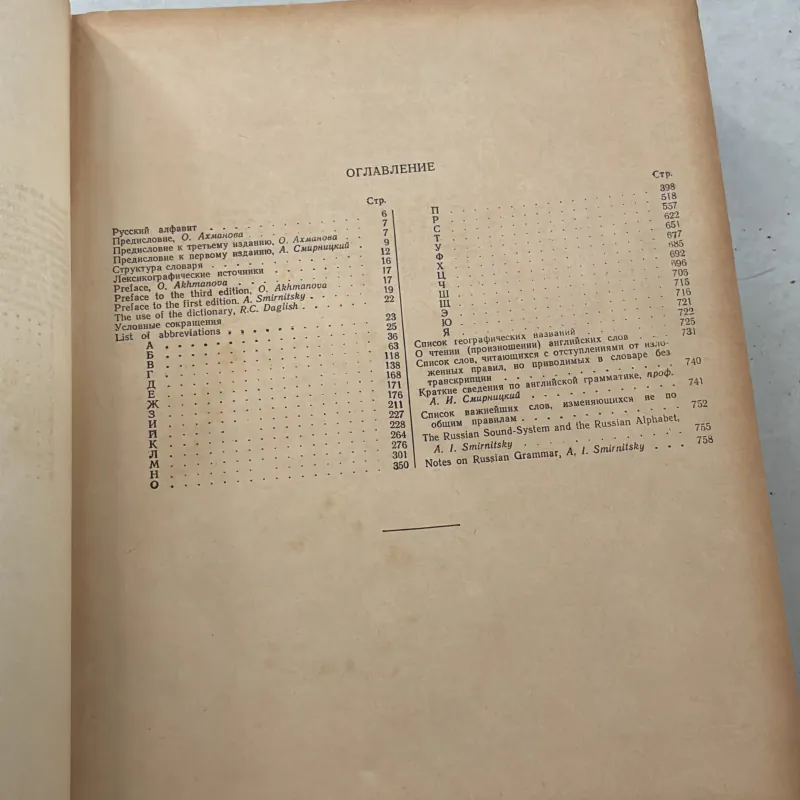 ОГЛАВЛЕНИЕ
Стр.
Русский алфавит 6
Предисловие, О. Ахманова 7
Предисловие к третьему изданию, О. Ахманова 7
Предисловие к первому изданию, А. Смирницкий 9
Структура словаря 12
Лексикографические источники 16
Preface, O. Akhmanova 17
Preface to the third edition, O. Akhmanova 17
Preface to the first edition. A. Smirnitsky 19
The use of the dictionary, R.C. Daglish 22
Условные сокращения
List of abbreviations 23
А 25
Б 36
В 63
Г 118
Д 138
Е 168
Ж 171
З 176
И 211
Й 227
К 228
Л 264
М 276
Н 301
О 350
Стр.
П 398
Р 518
С 557
Т 622
У 651
Ф 677
Х 685
Ц 692
Ч 696
Ш 705
Щ 715
Э 716
Ю 721
Я 722
Список географических названий 725
О чтении (произношении) английских слов 731
Список слов, читающихся с отступлениями от изло-
женных правил, но приводимых в словаре без
транскрипции 740
Краткие сведения по английской грамматике, проф.
А. И. Смирницкий 741
Список важнейших слов, изменяющихся не по
общим правилам 752
The Russian Sound-System and the Russian Alphabet,
A. I. Smirnitsky 755
Notes on Russian Grammar, A. I. Smirnitsky 758